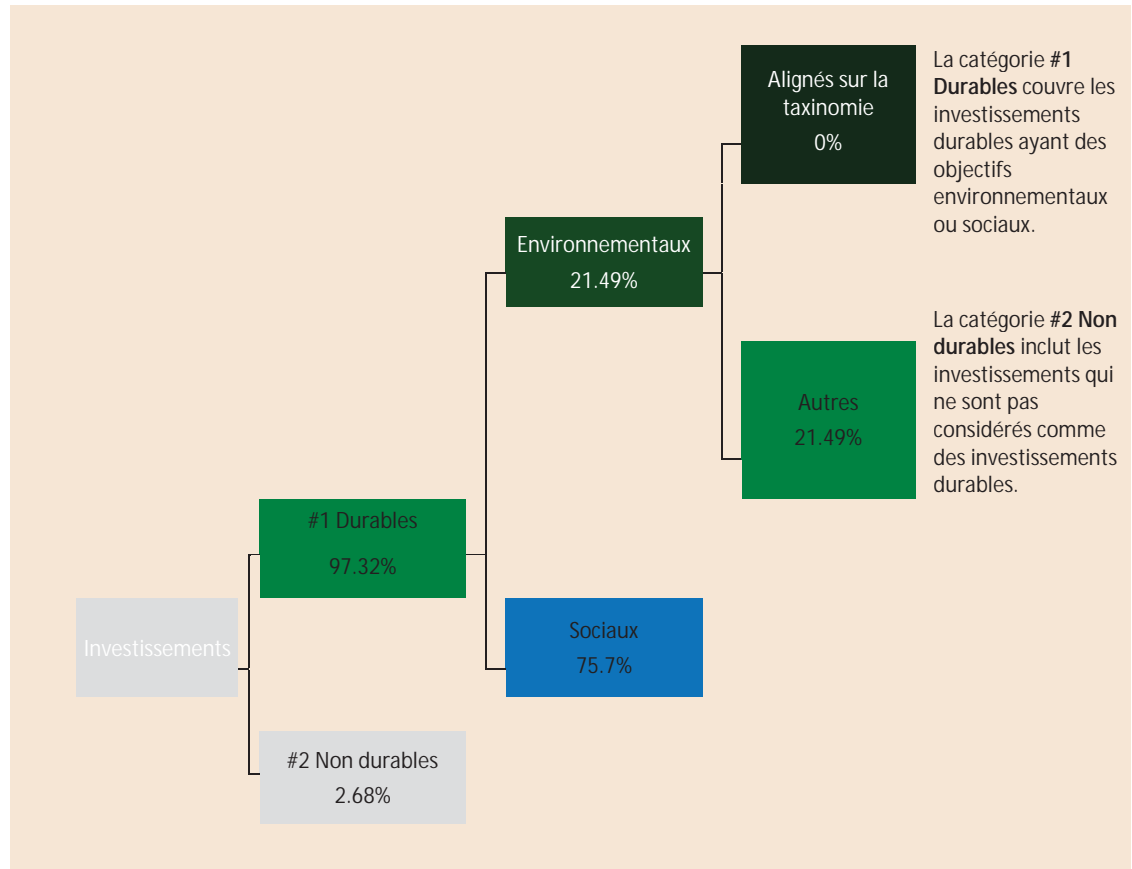 Alignés sur la
taxinomie
0%
La catégorie #1
Durables couvre les
investissements
durables ayant des
objectifs
environnementaux
ou sociaux.
Environnementaux
21.49%
La catégorie #2 Non
durables inclut les
investissements qui
ne sont pas
considérés comme
des investissements
durables.
Autres
21.49%
#1 Durables
97.32%
Investissements
Sociaux
75.7%
#2 Non durables
2.68%